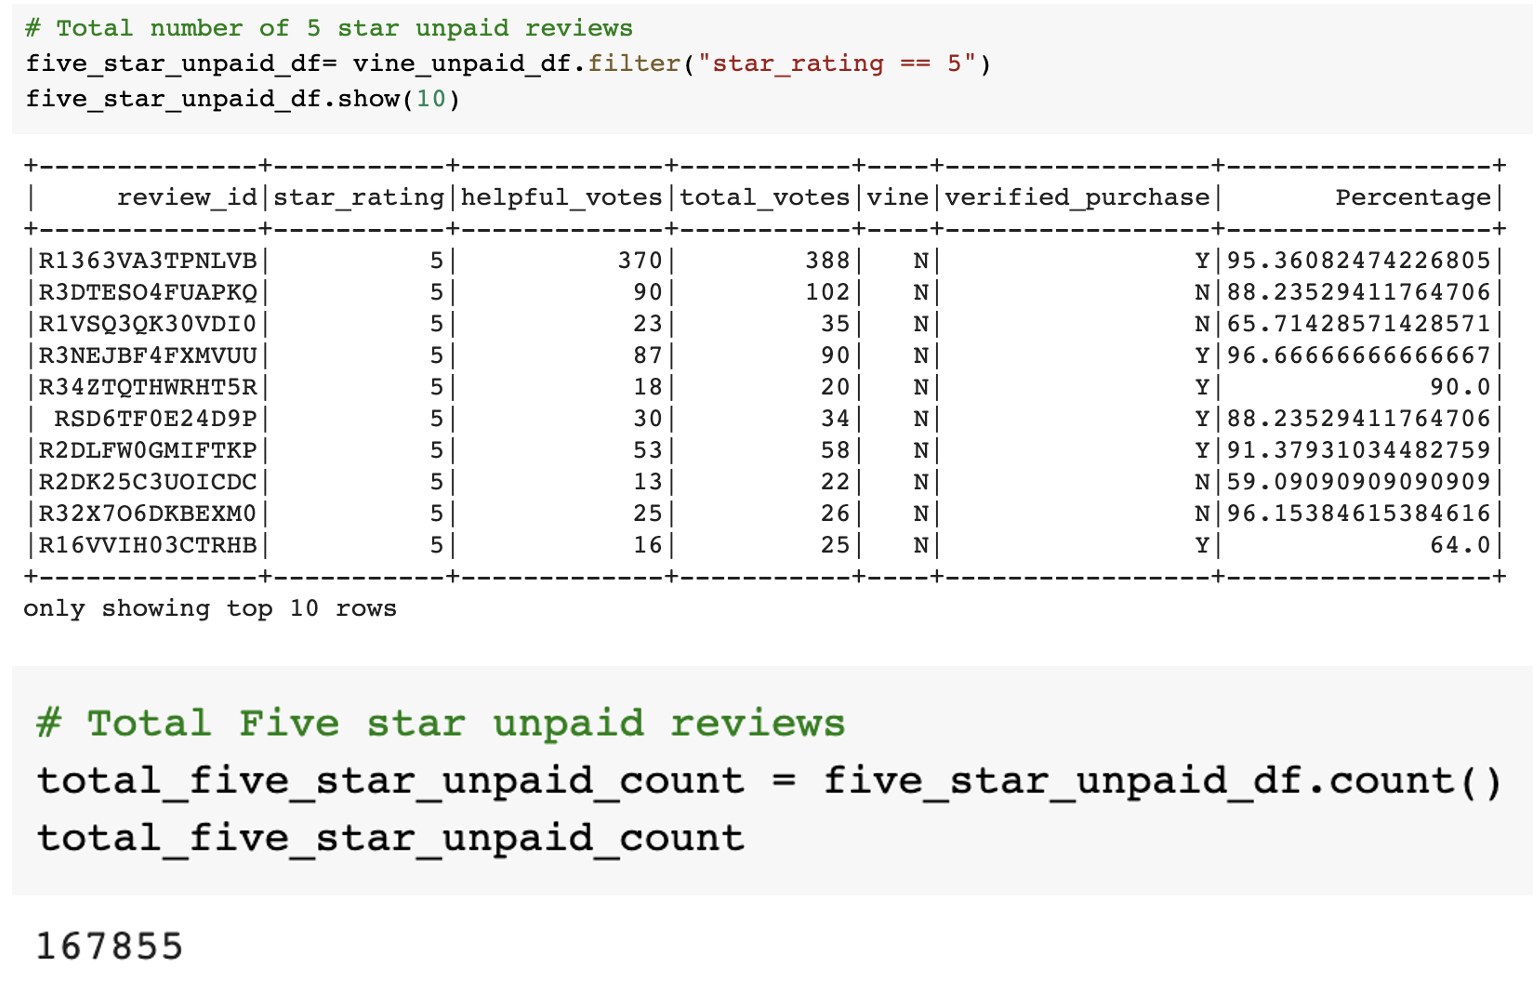 # Total number of 5 star unpaid reviews
five_star_unpaid_df= vine_unpaid_df.filter("star_rating == 5")
five_star_unpaid_df.show(10)
+--------------+-----------+-------------+-----------+----+-----------------+-----------------+
|     review_id|star_rating|helpful_votes|total_votes|vine|verified_purchase|       Percentage|
+--------------+-----------+-------------+-----------+----+-----------------+-----------------+
|R1363VA3TPNLVB|          5|          370|        388|   N|                Y|95.36082474226805|
|R3DTESO4FUAPKQ|          5|           90|        102|   N|                N|88.23529411764706|
|R1VSQ3QK30VDI0|          5|           23|         35|   N|                N|65.71428571428571|
|R3NEJBF4FXMVUU|          5|           87|         90|   N|                Y|96.66666666666667|
|R34ZTQTHWRHT5R|          5|           18|         20|   N|                Y|             90.0|
| RSD6TF0E24D9P|          5|           30|         34|   N|                Y|88.23529411764706|
|R2DLFW0GMIFTKP|          5|           53|         58|   N|                Y|91.37931034482759|
|R2DK25C3UOICDC|          5|           13|         22|   N|                N|59.09090909090909|
|R32X7O6DKBEXM0|          5|           25|         26|   N|                N|96.15384615384616|
|R16VVIH03CTRHB|          5|           16|         25|   N|                Y|             64.0|
+--------------+-----------+-------------+-----------+----+-----------------+-----------------+
only showing top 10 rows
# Total Five star unpaid reviews
total_five_star_unpaid_count = five_star_unpaid_df.count()
total_five_star_unpaid_count
167855